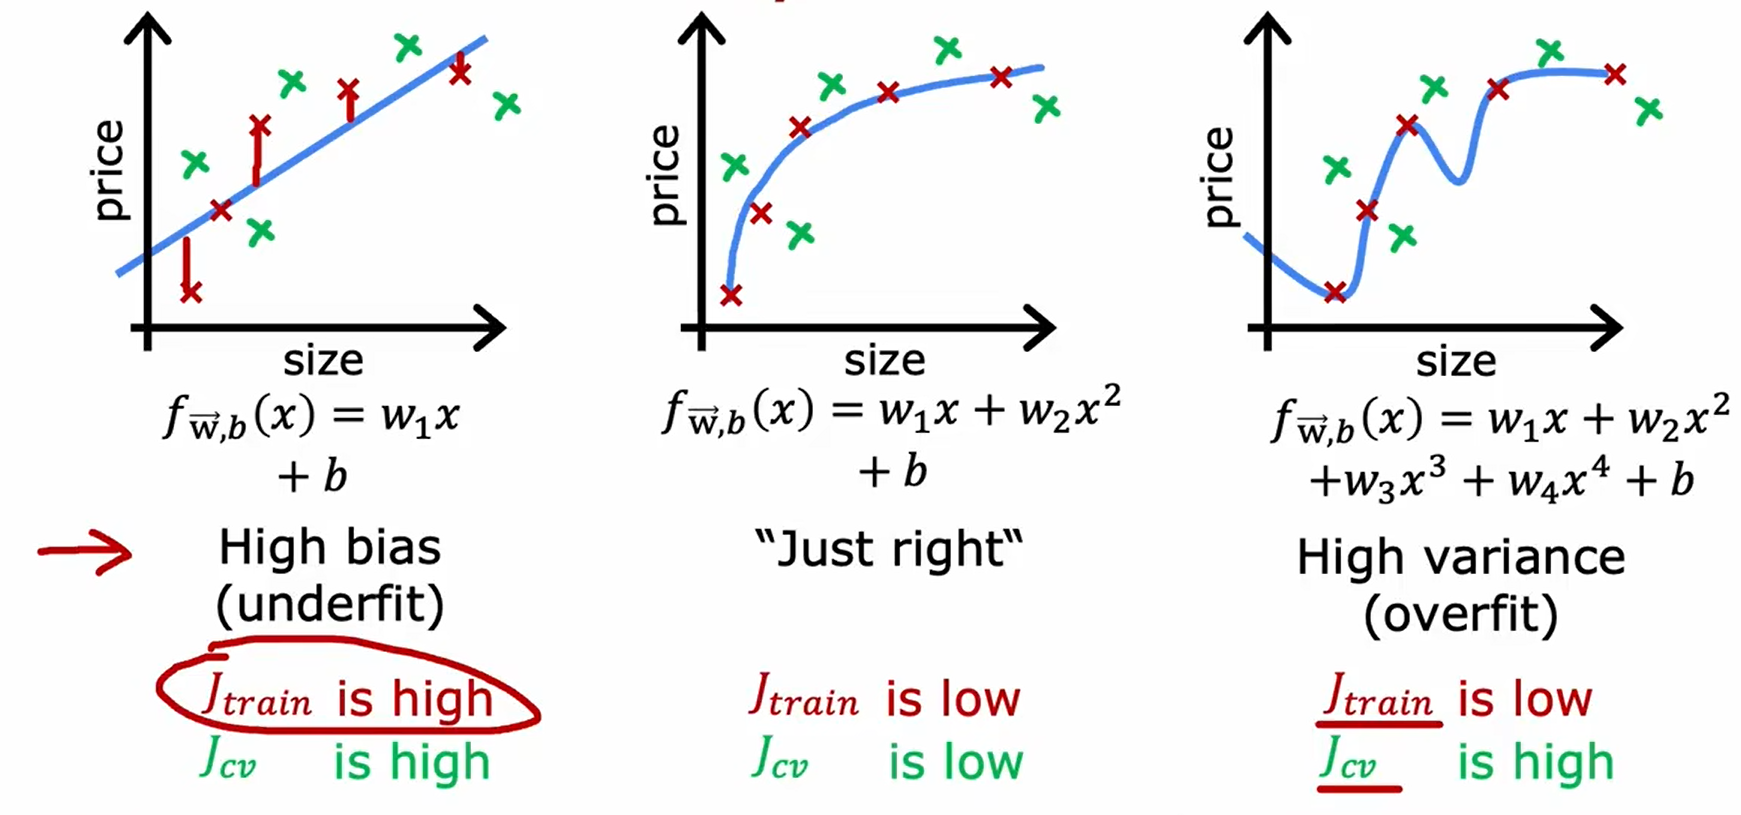 price
size
f_{\vec{w},b}(x) = w_1x
+ b
High bias
(underfit)
J_{train} is high
J_{cv} is high
price
size
f_{\vec{w},b}(x) = w_1x + w_2x^2
+ b
"Just right"
J_{train} is low
J_{cv} is low
price
size
f_{\vec{w},b}(x) = w_1x + w_2x^2
+w_3x^3 + w_4x^4 + b
High variance
(overfit)
J_{train} is low
J_{cv} is high